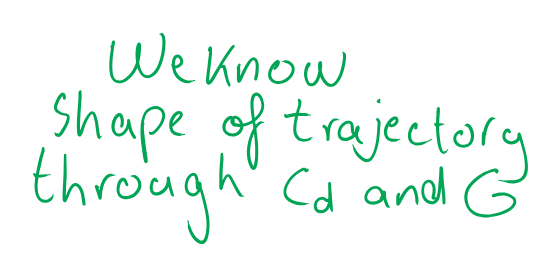 We Know
Shape of trajectory
through Cd and G